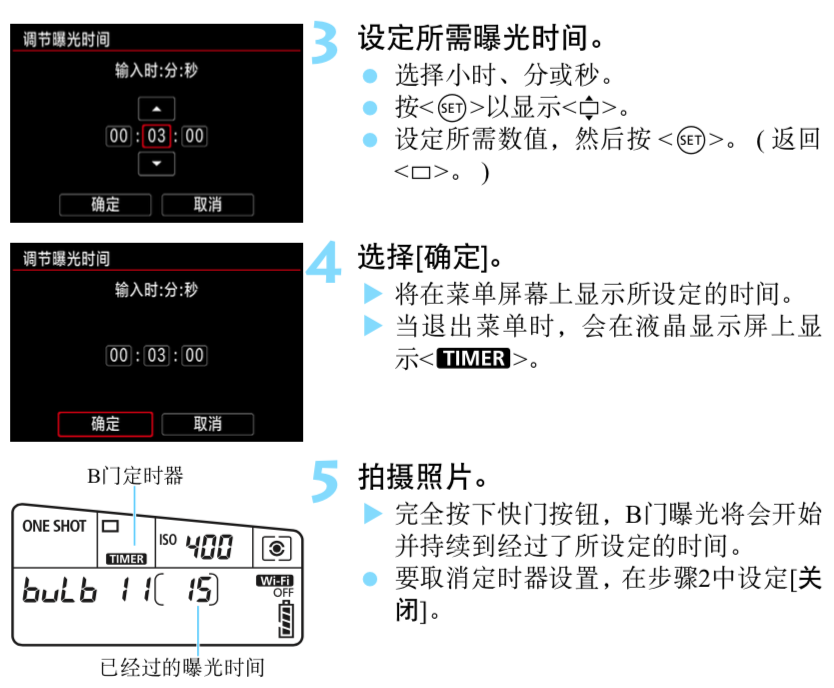 调节曝光时间
输入时:分:秒
00:03:00
确定 取消
3 设定所需曝光时间。
● 选择小时、分或秒。
● 按<SET>以显示< >。
● 设定所需数值，然后按<SET>。(返回
<□>。)
调节曝光时间
输入时:分:秒
00:03:00
确定 取消
4 选择[确定]。
▶ 将在菜单屏幕上显示所设定的时间。
▶ 当退出菜单时，会在液晶显示屏上显
示<TIMER>。
B门定时器
ONE SHOT TIMER ISO 400
buLb 11( 15) Wi-Fi
OFF
已经过的曝光时间
5 拍摄照片。
▶ 完全按下快门按钮，B门曝光将会开始
并持续到经过了所设定的时间。
● 要取消定时器设置，在步骤2中设定[关
闭]。